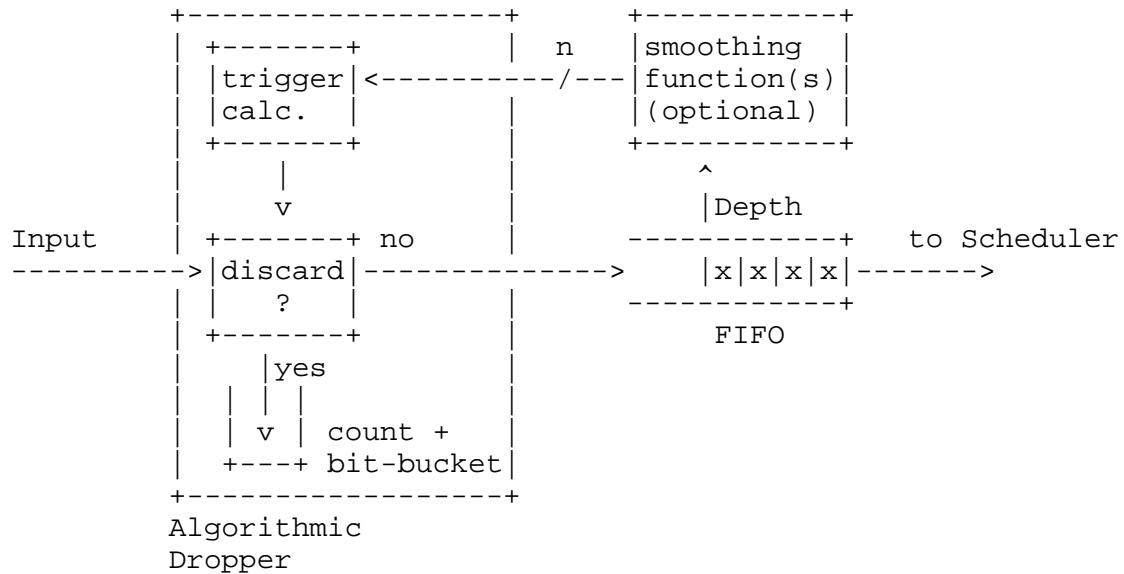 +------------------+      +-----------+
| +-------+        |  n   |smoothing  |
| |trigger|<----------/---|function(s)|
| |calc.  |        |      |(optional) |
| +-------+        |      +-----------+
|     |            |          ^
|     v            |          |Depth
Input    | +-------+ no     |      ------------+   to Scheduler
---------->|discard|-------------->    |x|x|x|x|------->
|   ?   |        |      ------------+
| +-------+        |           FIFO
|    |yes          |
|  | | |           |
|  | v | count +   |
|  +---+ bit-bucket|
+------------------+
Algorithmic
Dropper